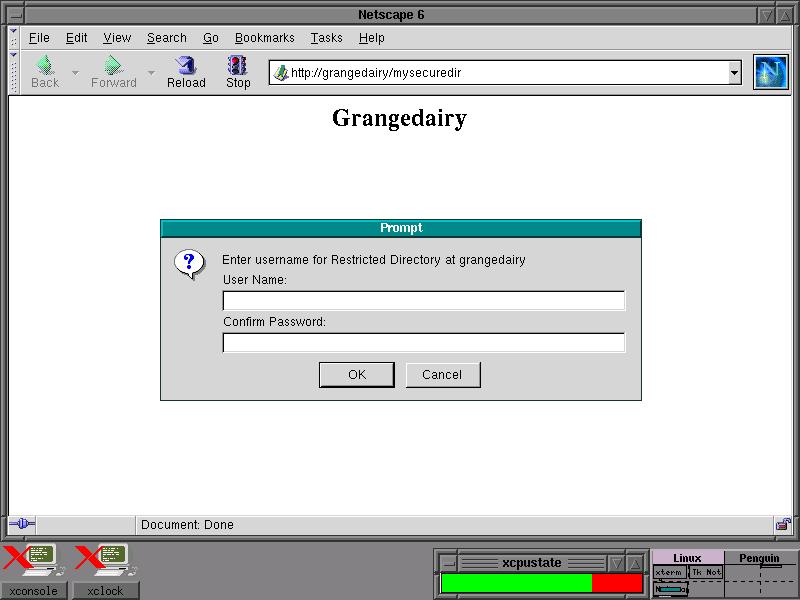 Netscape 6
File Edit View Search Go Bookmarks Tasks Help
Back Forward Reload Stop http://grangedairy/mysecuredir N
Grangedairy
Prompt
Enter username for Restricted Directory at grangedairy
User Name:
Confirm Password:
OK Cancel
Document: Done
xconsole xclock
xcpustate
Linux Penguin
xterm Tk Not